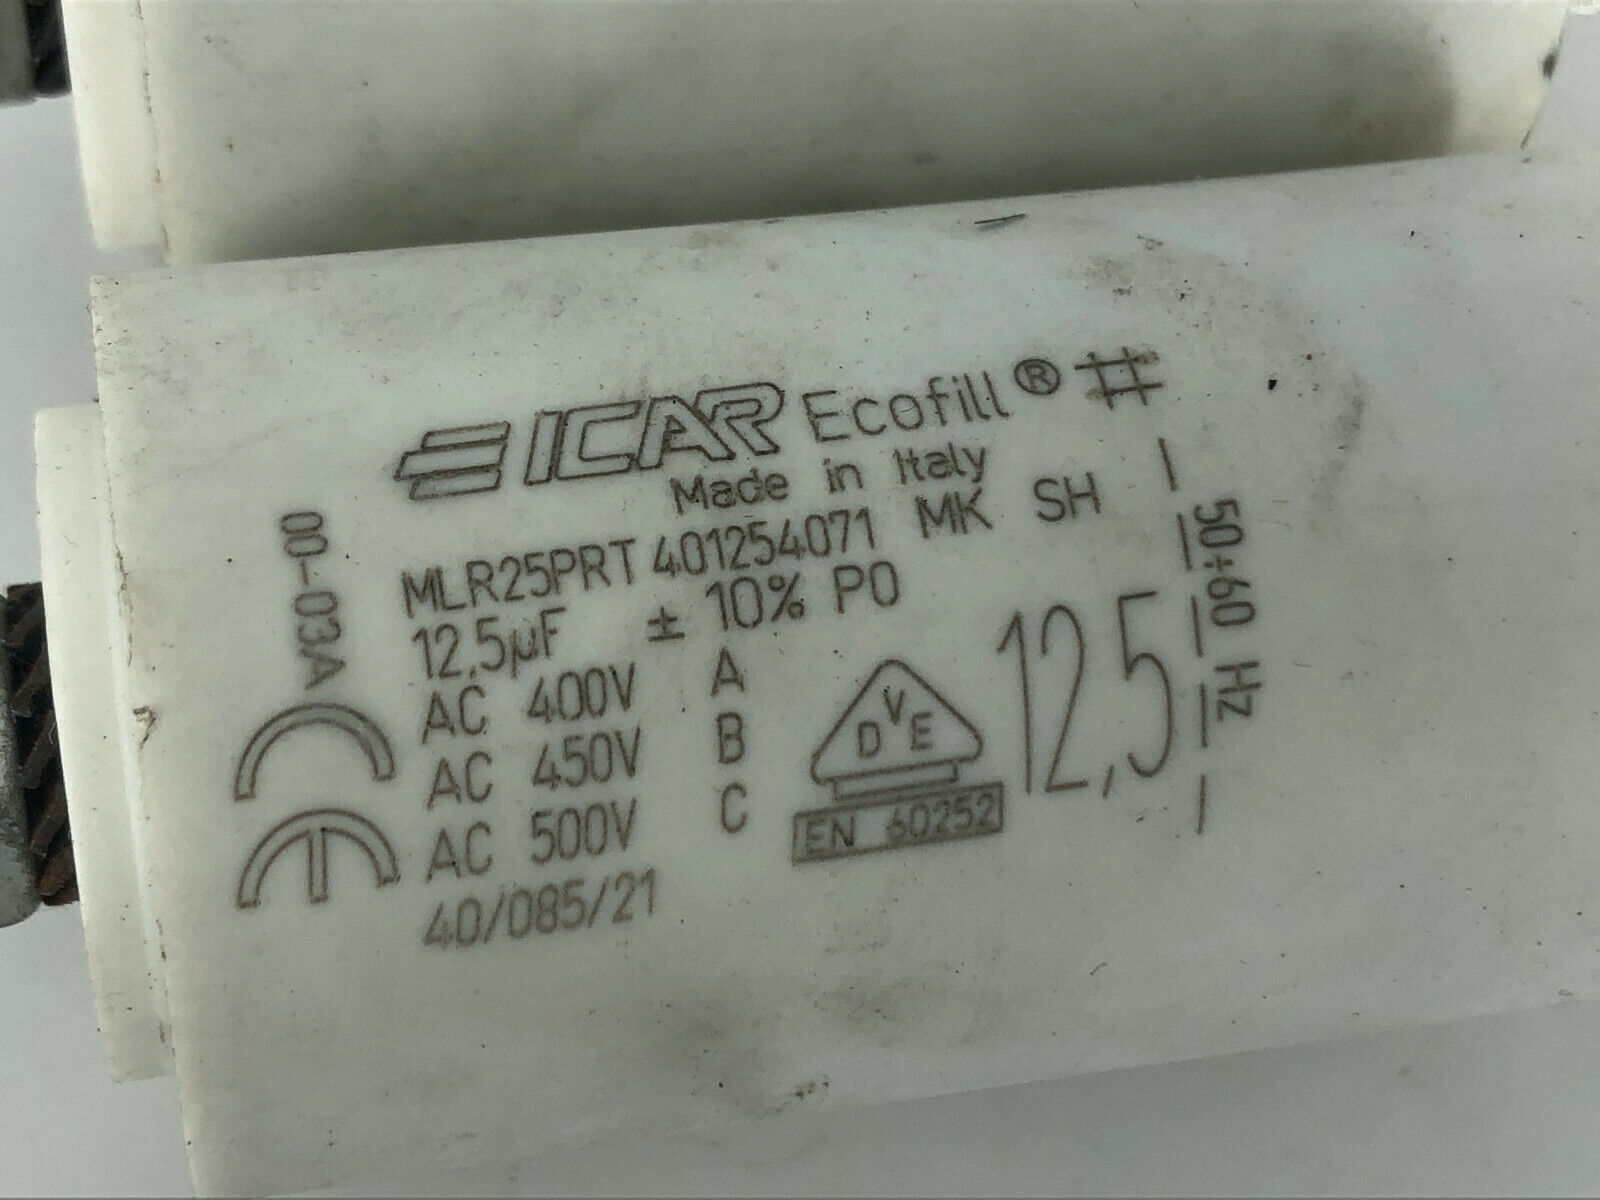 ICAR Ecofill®
Made in Italy
MLR25PRT 401254071 MK SH
12,5µF ± 10% P0
AC 400V A
AC 450V B
AC 500V C
40/085/21
00-03A
CE
DVE
EN 60252
12,5
50÷60 Hz